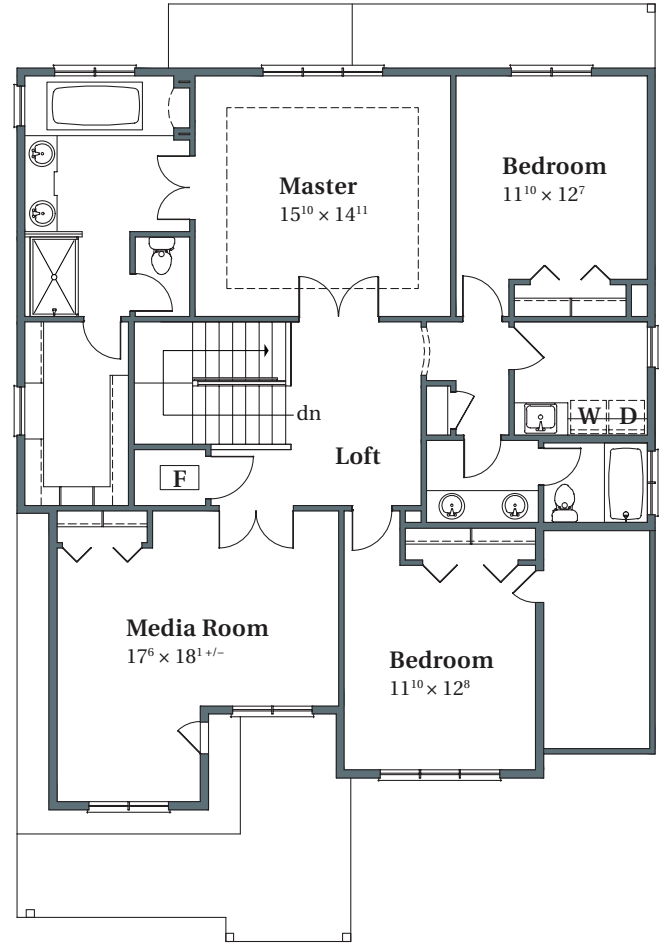 Master
15¹⁰ × 14¹¹
Bedroom
11¹⁰ × 12⁷
W D
dn
Loft
F
Media Room
17⁶ × 18¹ ⁺/⁻
Bedroom
11¹⁰ × 12⁸